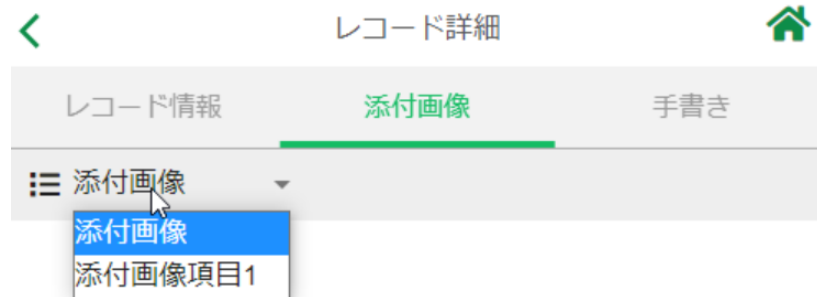 レコード詳細
レコード情報 添付画像 手書き
添付画像
添付画像
添付画像項目1